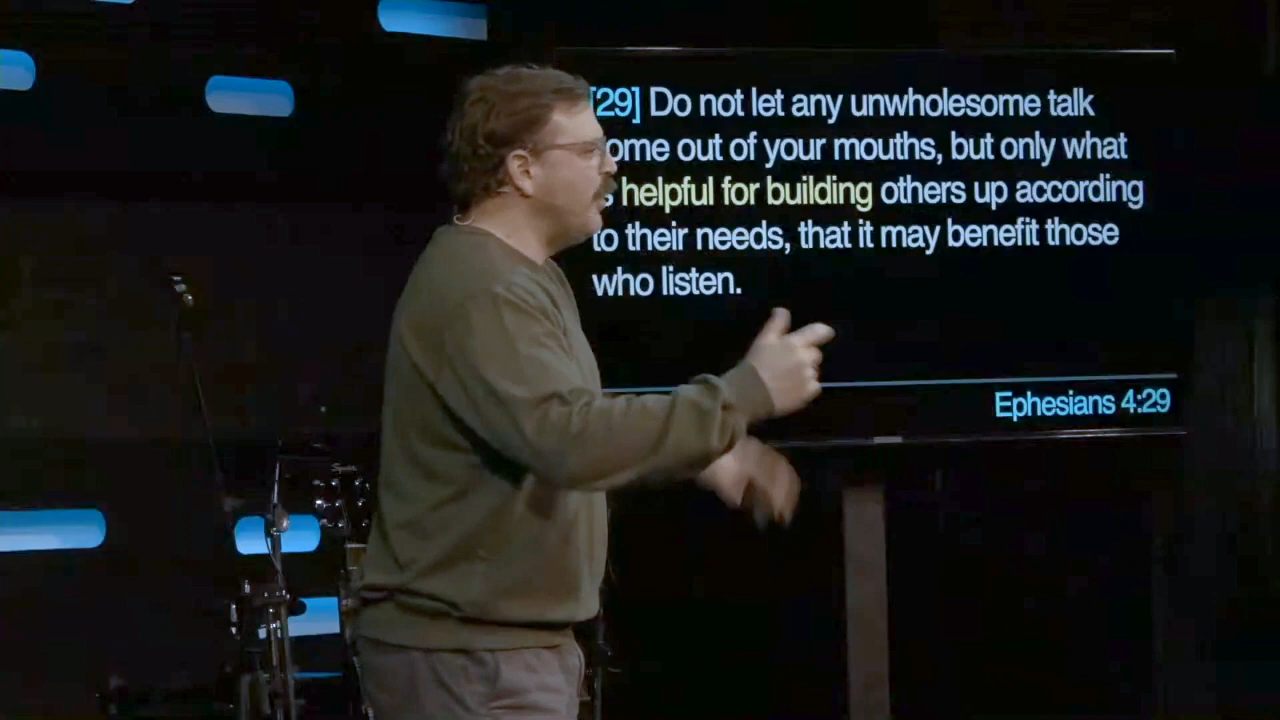 [29] Do not let any unwholesome talk
out of your mouths, but only what
helpful for building others up according
to their needs, that it may benefit those
who listen.
Ephesians 4:29